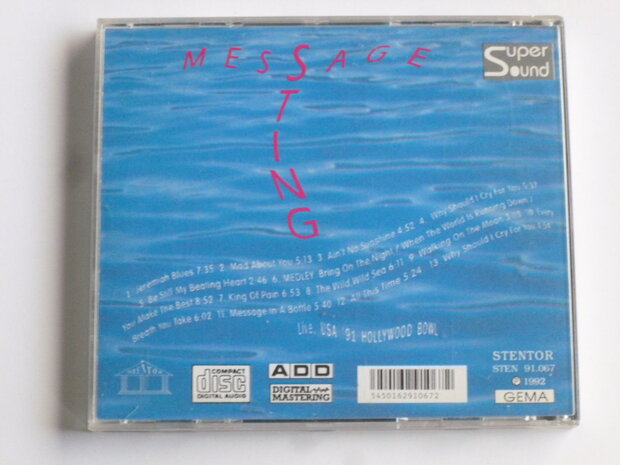 MESSAGE
STING
Super
Sound
1. Jeremiah Blues 7.35 2. Mad About You 5.13 3 Ain't No Sunshine 4.52 4. Why Should I Cry For You 5.37
5. Be Still My Beating Heart 2.46 6. MEDLEY Bring On The Night / When The World Is Running Down /
You Make The Best 8:52 7. King Of Pain 6.53 8. The Wild Wild Sea 6.11 9. Walking On The Moon 5.18 10 Every
Breath You Take 6:02 11. Message In A Bottle 5 40 12. All This Time 5.24 13. Why Should I Cry For You
Live, USA '91 HOLLYWOOD BOWL
STENTOR
COMPACT
disc
DIGITAL AUDIO
ADD
DIGITAL
MASTERING
5450162910672
STENTOR
STEN 91.067
℗ 1992
GEMA